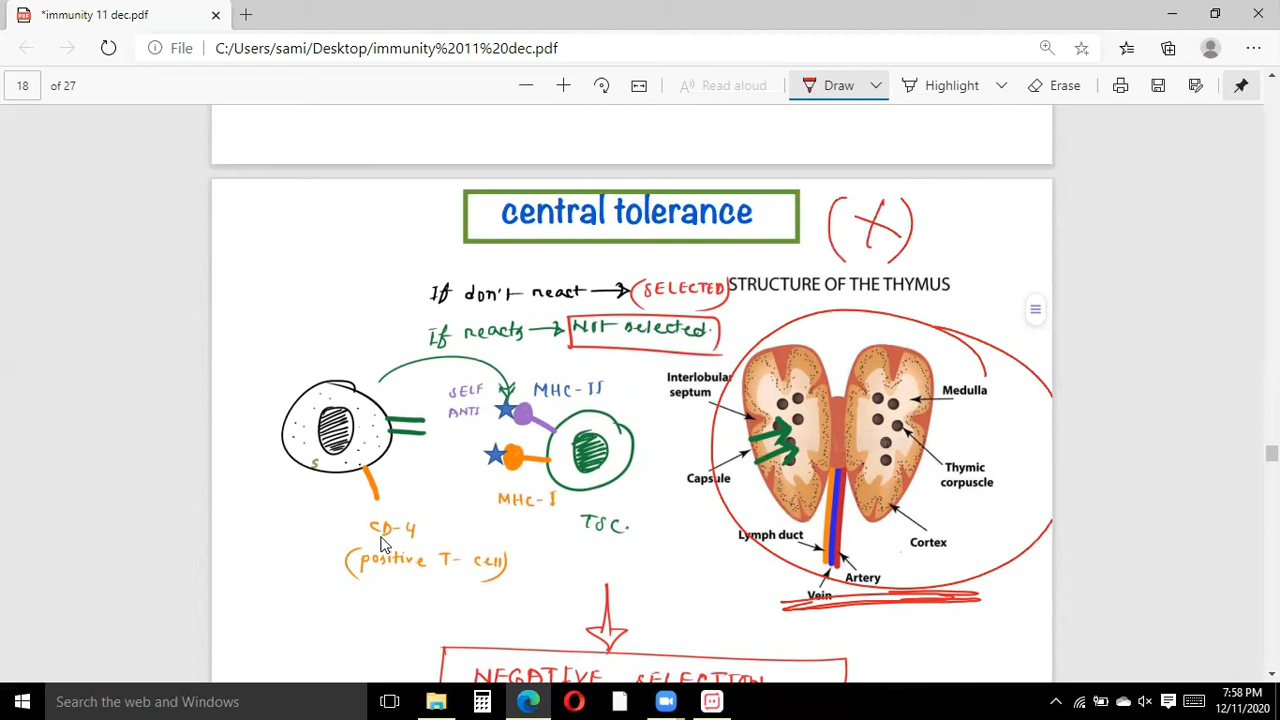 *immunity 11 dec.pdf
File
C:/Users/sami/Desktop/immunity%2011%20dec.pdf
18 of 27
Read aloud
Draw
Highlight
Erase
central tolerance
(X)
If don't react → SELECTED
If reacts → Not selected.
STRUCTURE OF THE THYMUS
SELF
ANTI
MHC-II
MHC-I
TSC.
S
CD-4
(positive T-cell)
Interlobular
septum
Capsule
Lymph duct
Vein
Artery
Medulla
Thymic
corpuscle
Cortex
NEGATIVE SELECTION
Search the web and Windows
7:58 PM
12/11/2020